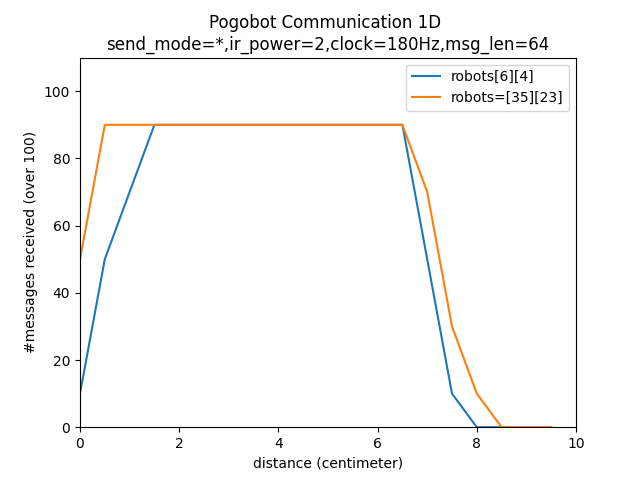 Pogobot Communication 1D
send_mode=*,ir_power=2,clock=180Hz,msg_len=64
robots[6][4]
robots=[35][23]
#messages received (over 100)
100
80
60
40
20
0
0 2 4 6 8 10
distance (centimeter)